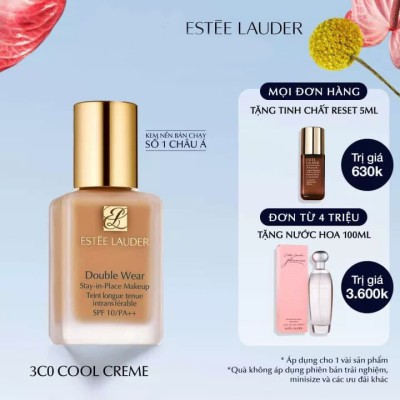 ESTĒE LAUDER
KEM NỀN BÁN CHẠY
SỐ 1 CHÂU Á
ESTĒE LAUDER
Double Wear
Stay-in-Place Makeup
Teint longue tenue
intransférable
SPF 10/PA++
3C0 COOL CREME
MỌI ĐƠN HÀNG
TẶNG TINH CHẤT RESET 5ML
Trị giá
630k
ĐƠN TỪ 4 TRIỆU
TẶNG NƯỚC HOA 100ML
Trị giá
3.600k
* Áp dụng cho 1 vài sản phẩm
*Quà không áp dụng phiên bản trải nghiệm,
minisize và các ưu đãi khác